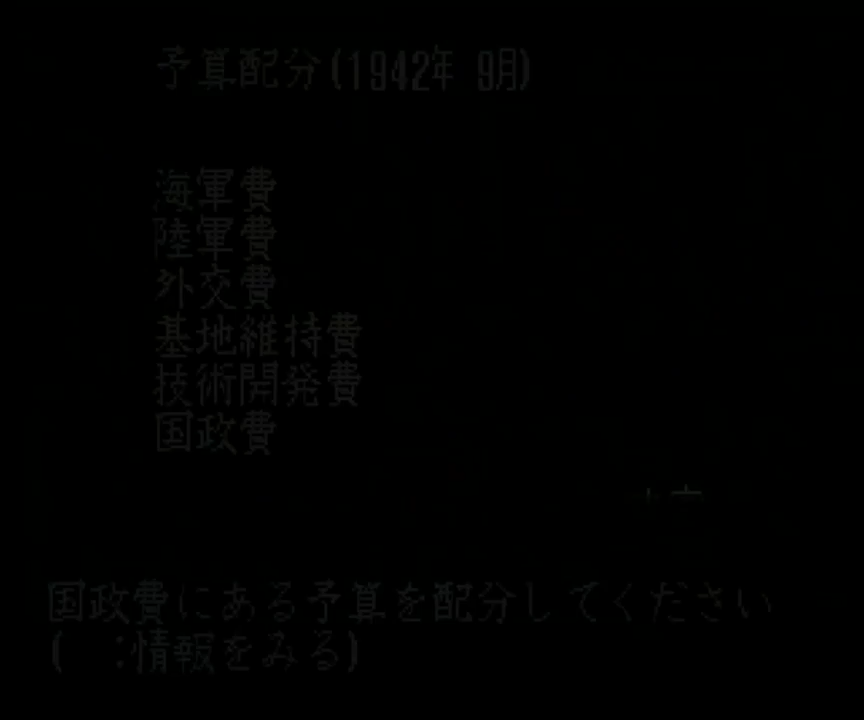 予算配分(1942年 9月)
海軍費
陸軍費
外交費
基地維持費
技術開発費
国政費
国政費にある予算を配分してください
( :情報をみる)